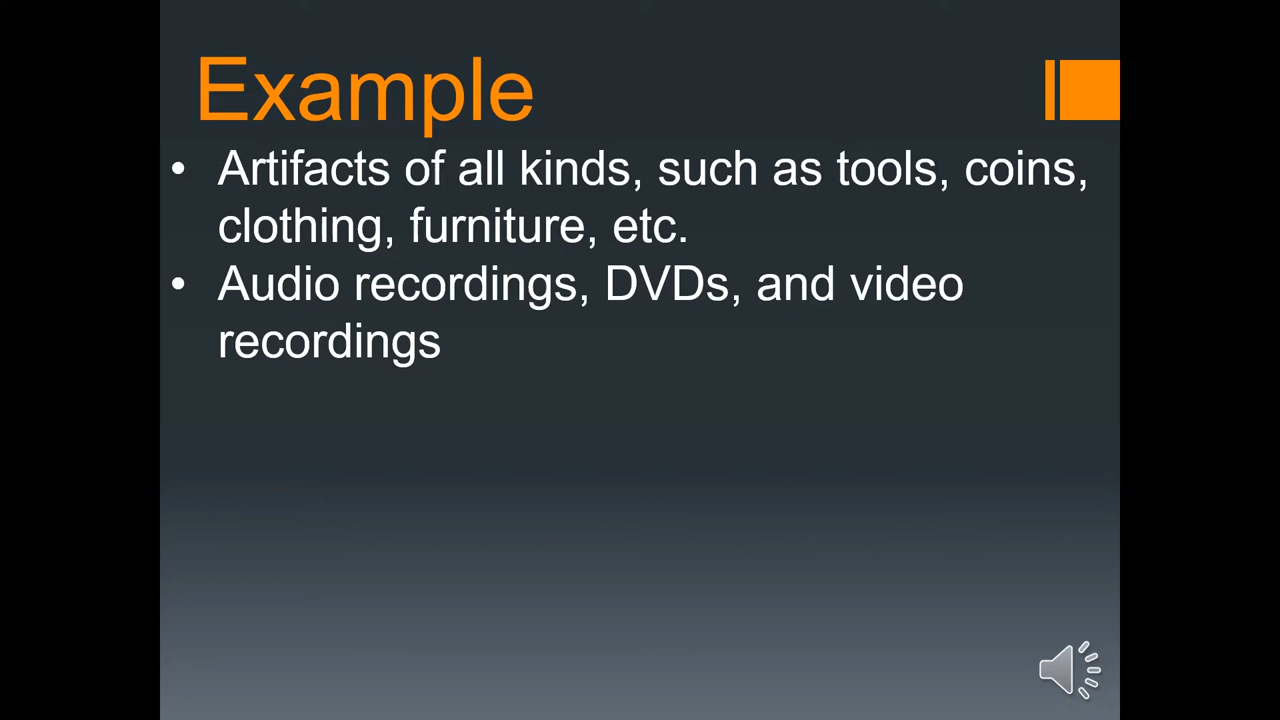 Example
• Artifacts of all kinds, such as tools, coins,
clothing, furniture, etc.
• Audio recordings, DVDs, and video
recordings